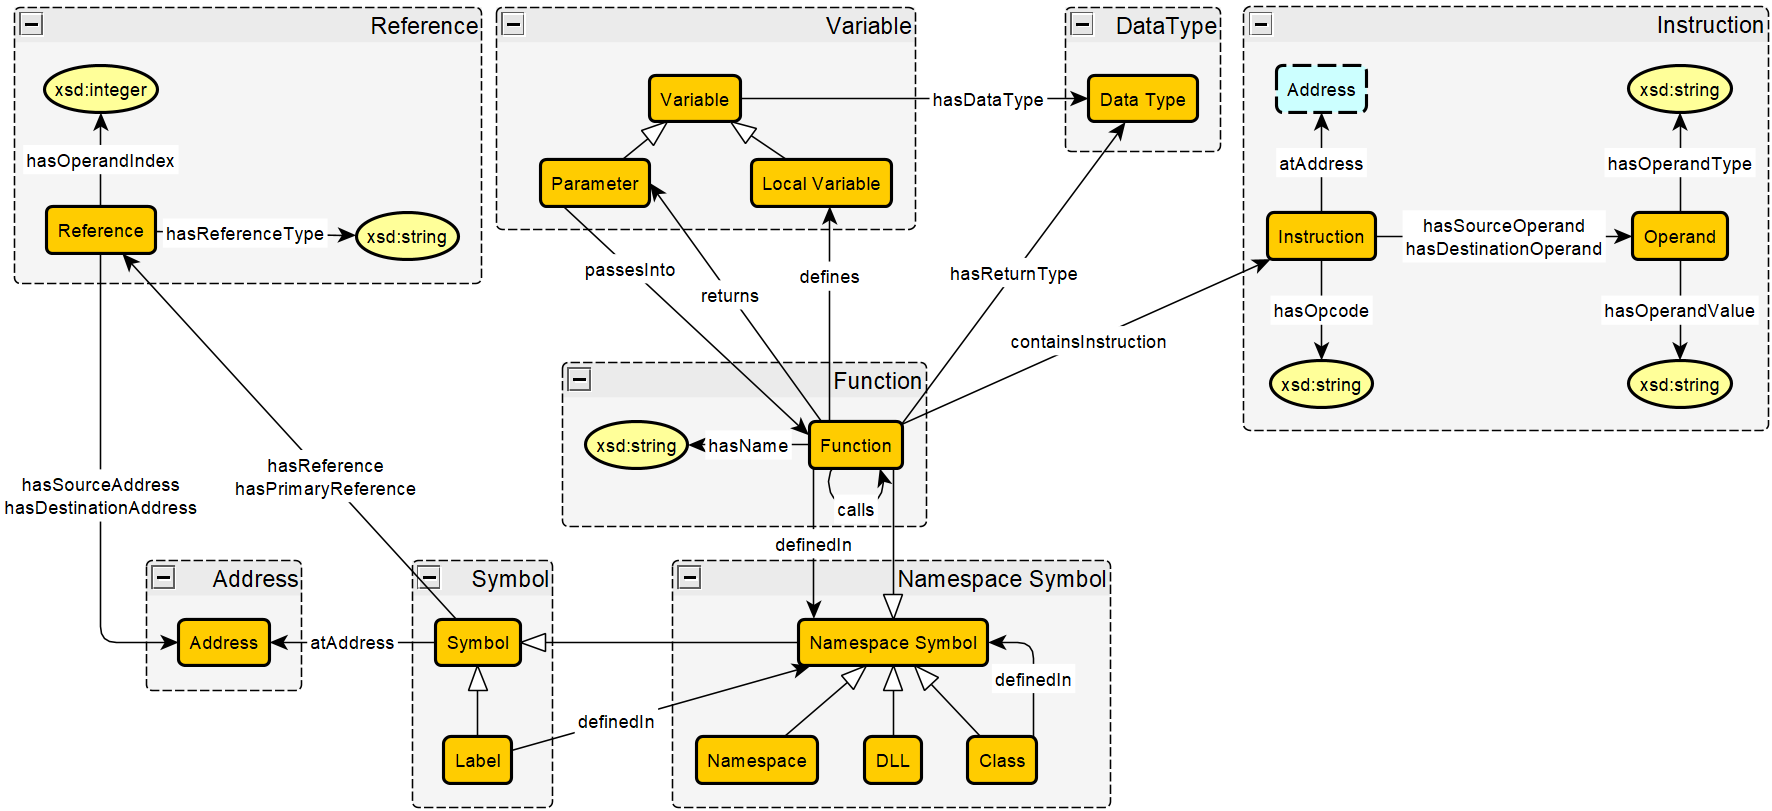 Reference
xsd:integer
hasOperandIndex
Reference
hasReferenceType
xsd:string
Variable
Variable
hasDataType
Parameter
Local Variable
DataType
Data Type
Instruction
Address
xsd:string
atAddress
hasOperandType
Instruction
hasSourceOperand
hasDestinationOperand
Operand
hasOpcode
hasOperandValue
xsd:string
xsd:string
passesInto
returns
defines
hasReturnType
containsInstruction
Function
xsd:string
hasName
Function
calls
hasReference
hasPrimaryReference
hasSourceAddress
hasDestinationAddress
definedIn
Address
Address
atAddress
Symbol
Symbol
Label
definedIn
Namespace Symbol
Namespace Symbol
definedIn
Namespace
DLL
Class